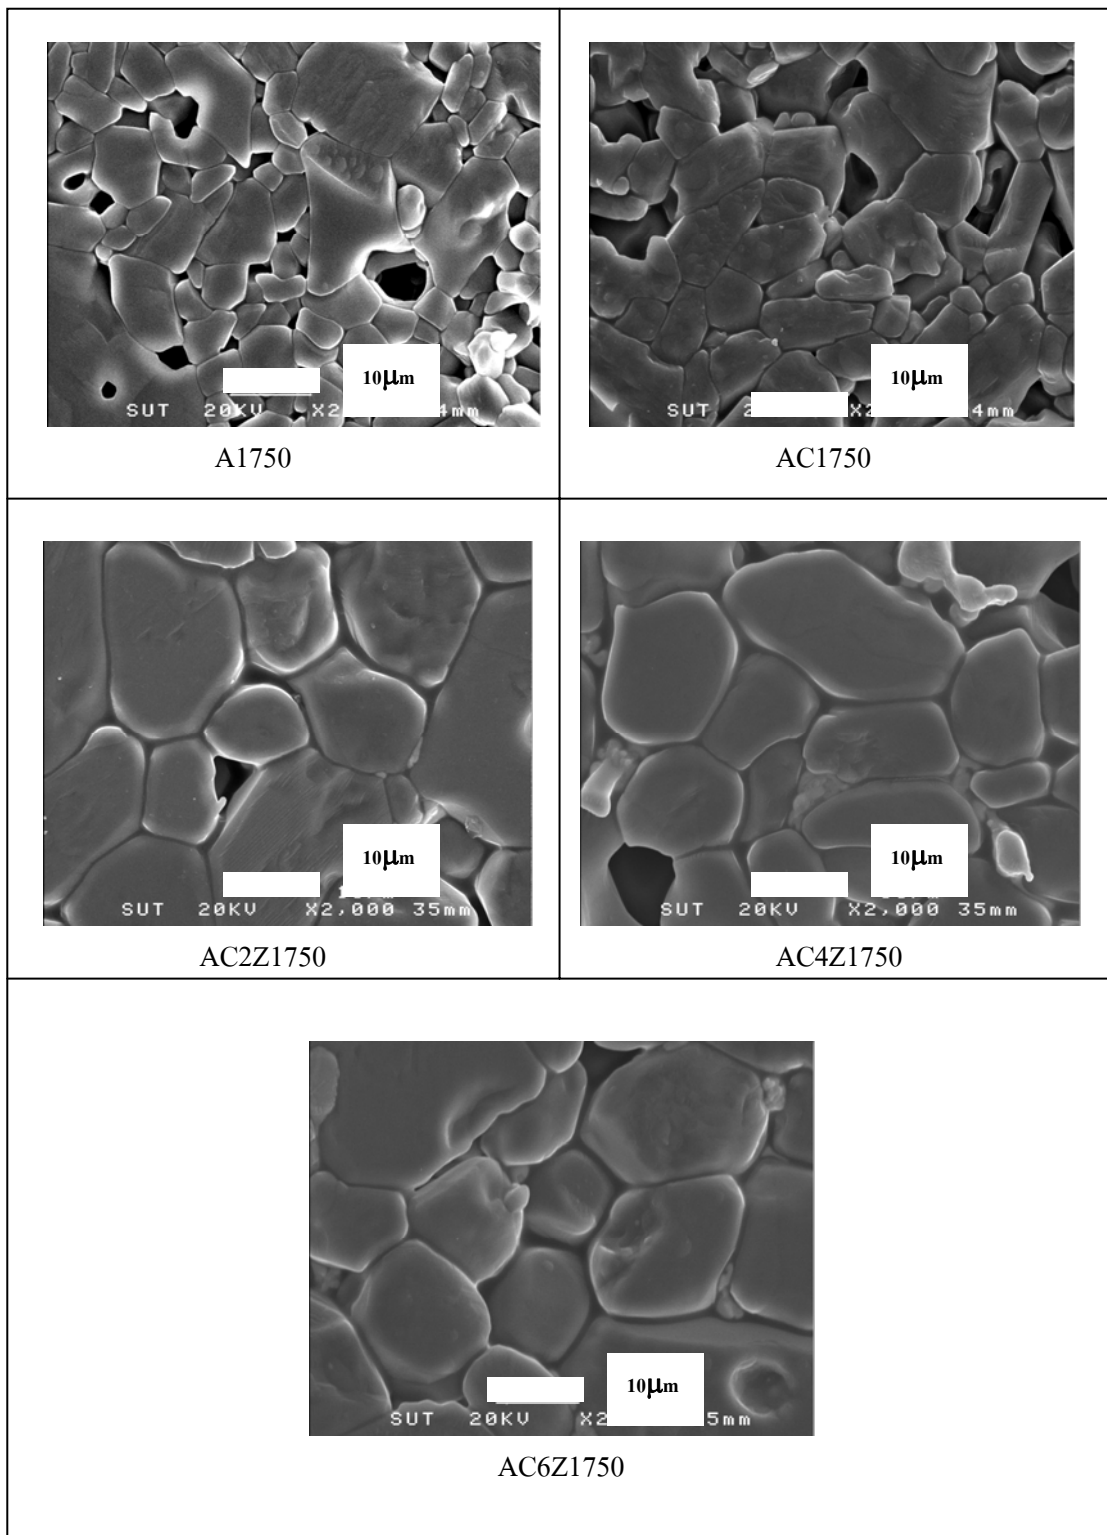 10μm
SUT 20KV X2 4mm
A1750
10μm
SUT 2 X2 4mm
AC1750
10μm
SUT 20KV X2,000 35mm
AC2Z1750
10μm
SUT 20KV X2,000 35mm
AC4Z1750
10μm
SUT 20KV X2 5mm
AC6Z1750